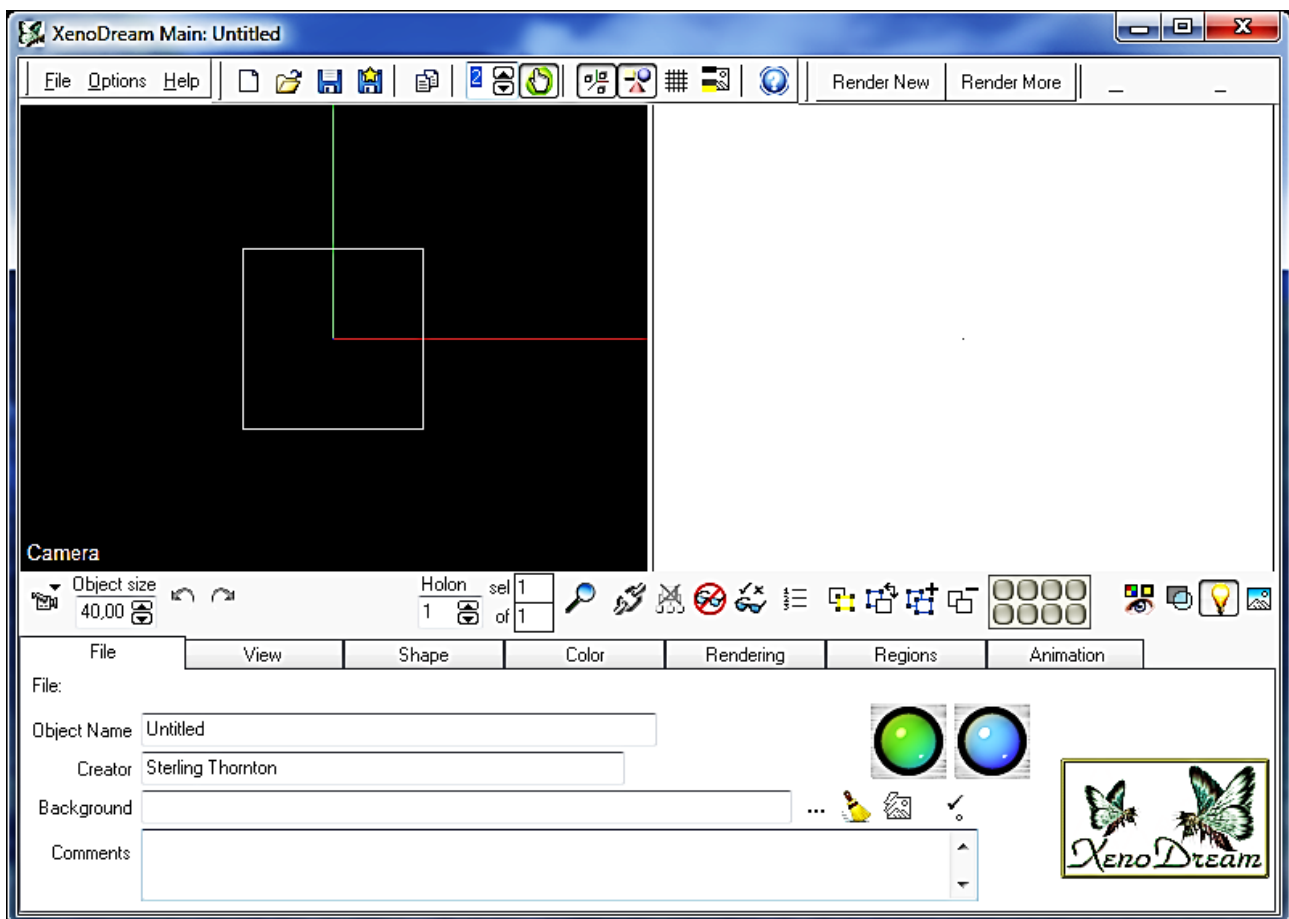 XenoDream Main: Untitled
File Options Help 2 Render New Render More
Camera
Object size Holon sel 1
40,00 1 of 1
File View Shape Color Rendering Regions Animation
File:
Object Name Untitled
Creator Sterling Thornton
Background ...
Comments
XenoDream